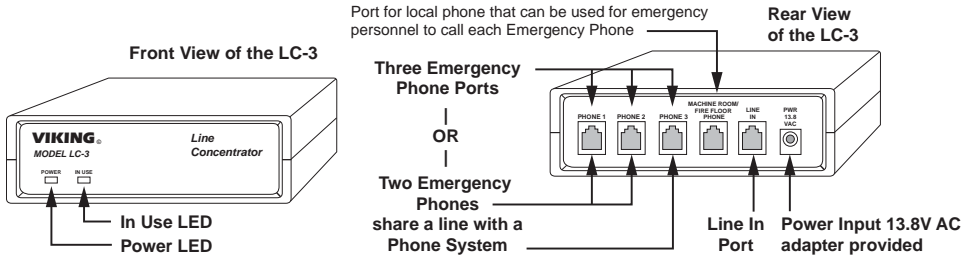 Front View of the LC-3
VIKING®
MODEL LC-3
Line
Concentrator
POWER
IN USE
In Use LED
Power LED
Port for local phone that can be used for emergency
personnel to call each Emergency Phone
Rear View
of the LC-3
Three Emergency
Phone Ports
OR
Two Emergency
Phones
share a line with a
Phone System
PHONE 1
PHONE 2
PHONE 3
MACHINE ROOM/
FIRE FLOOR
PHONE
LINE
IN
PWR
13.8
VAC
Line In
Port
Power Input 13.8V AC
adapter provided